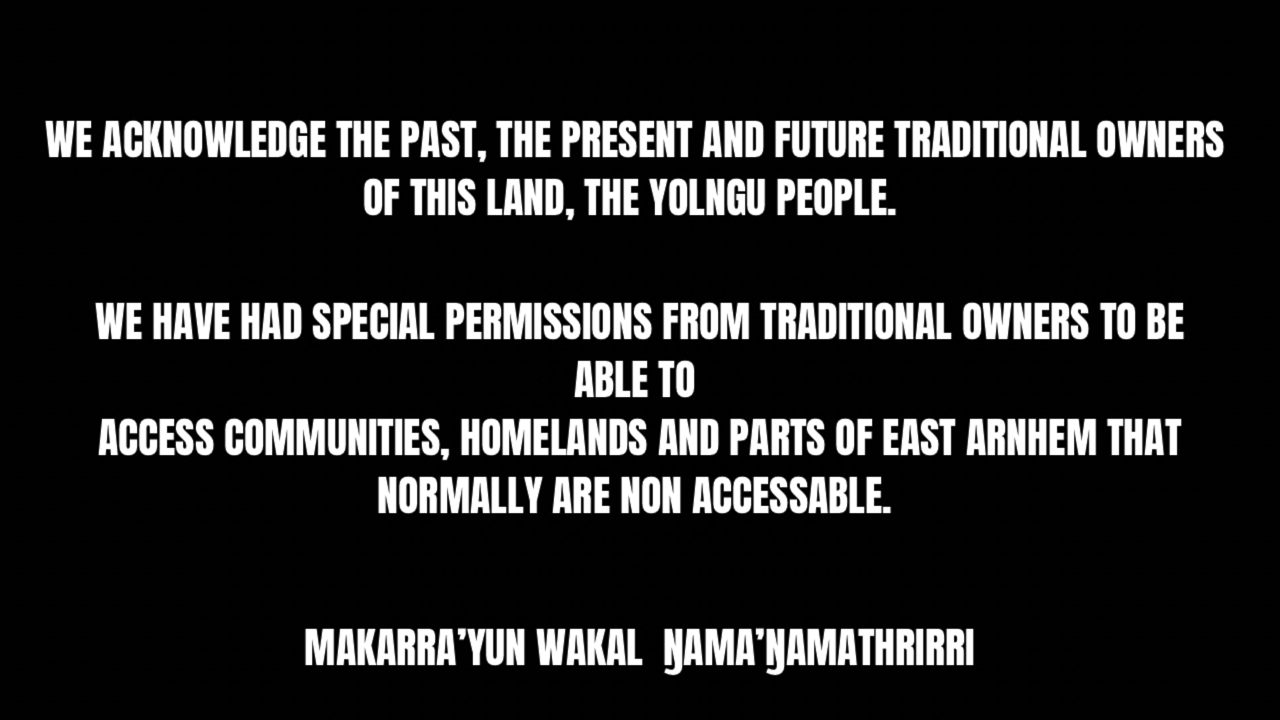 WE ACKNOWLEDGE THE PAST, THE PRESENT AND FUTURE TRADITIONAL OWNERS
OF THIS LAND, THE YOLNGU PEOPLE.
WE HAVE HAD SPECIAL PERMISSIONS FROM TRADITIONAL OWNERS TO BE
ABLE TO
ACCESS COMMUNITIES, HOMELANDS AND PARTS OF EAST ARNHEM THAT
NORMALLY ARE NON ACCESSABLE.
MAKARRA’YUN WAKAL ŊAMA’ŊAMATHRIRRI